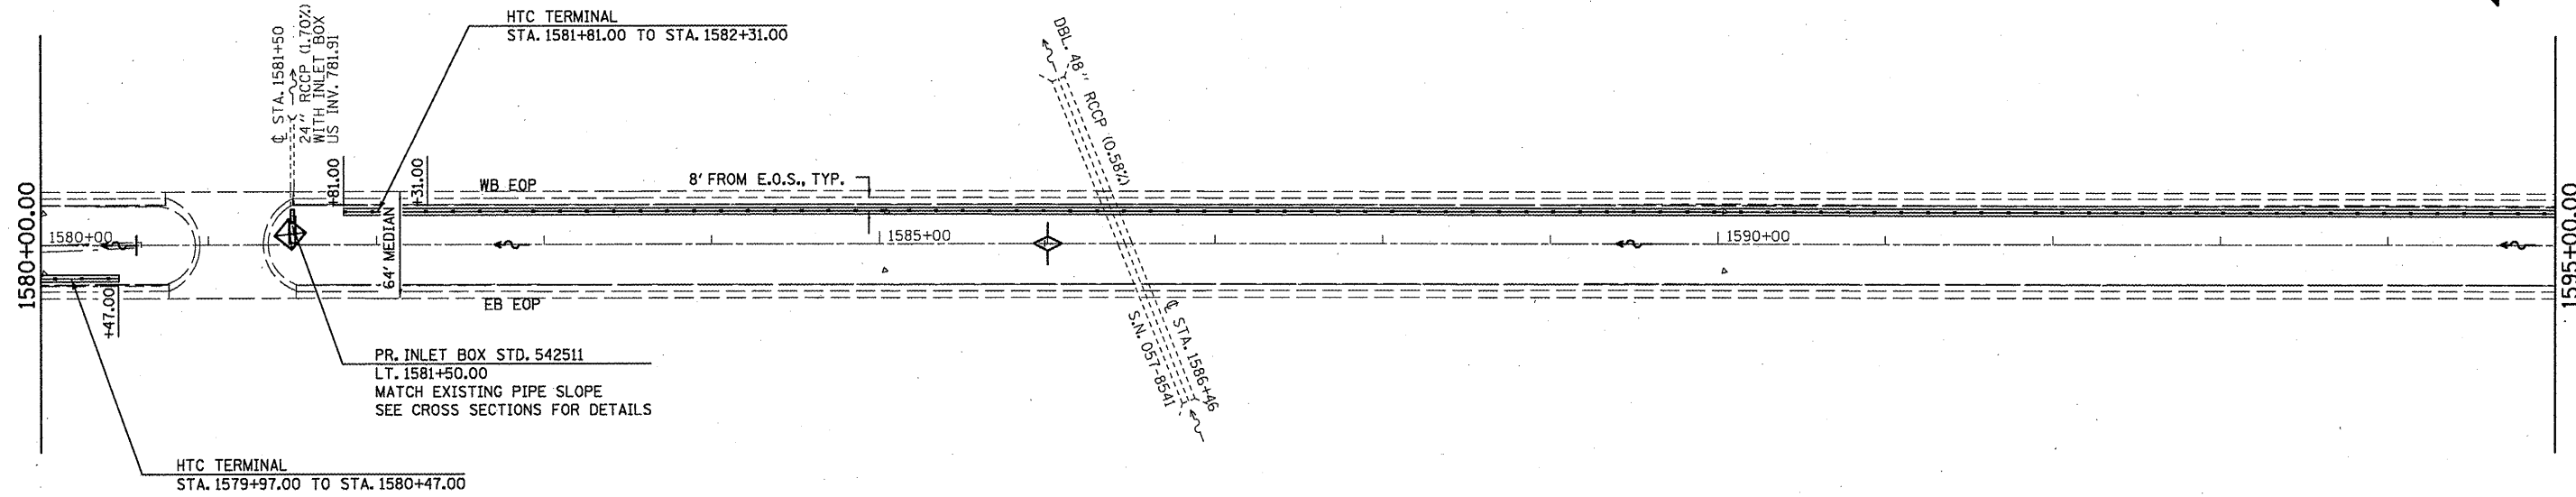 HTC TERMINAL
STA. 1581+81.00 TO STA. 1582+31.00
℄ STA. 1581+50
24" RCCP (1.70%)
WITH INLET BOX
US INV. 781.91
DBL. 48" RCCP (0.58%)
+81.00
+31.00
WB EOP
8' FROM E.O.S., TYP.
1580+00.00
1580+00
64' MEDIAN
1585+00
1590+00
1595+00.00
+47.00
EB EOP
S.N. 057-8541
℄ STA. 1586+46
PR. INLET BOX STD. 542511
LT. 1581+50.00
MATCH EXISTING PIPE SLOPE
SEE CROSS SECTIONS FOR DETAILS
HTC TERMINAL
STA. 1579+97.00 TO STA. 1580+47.00